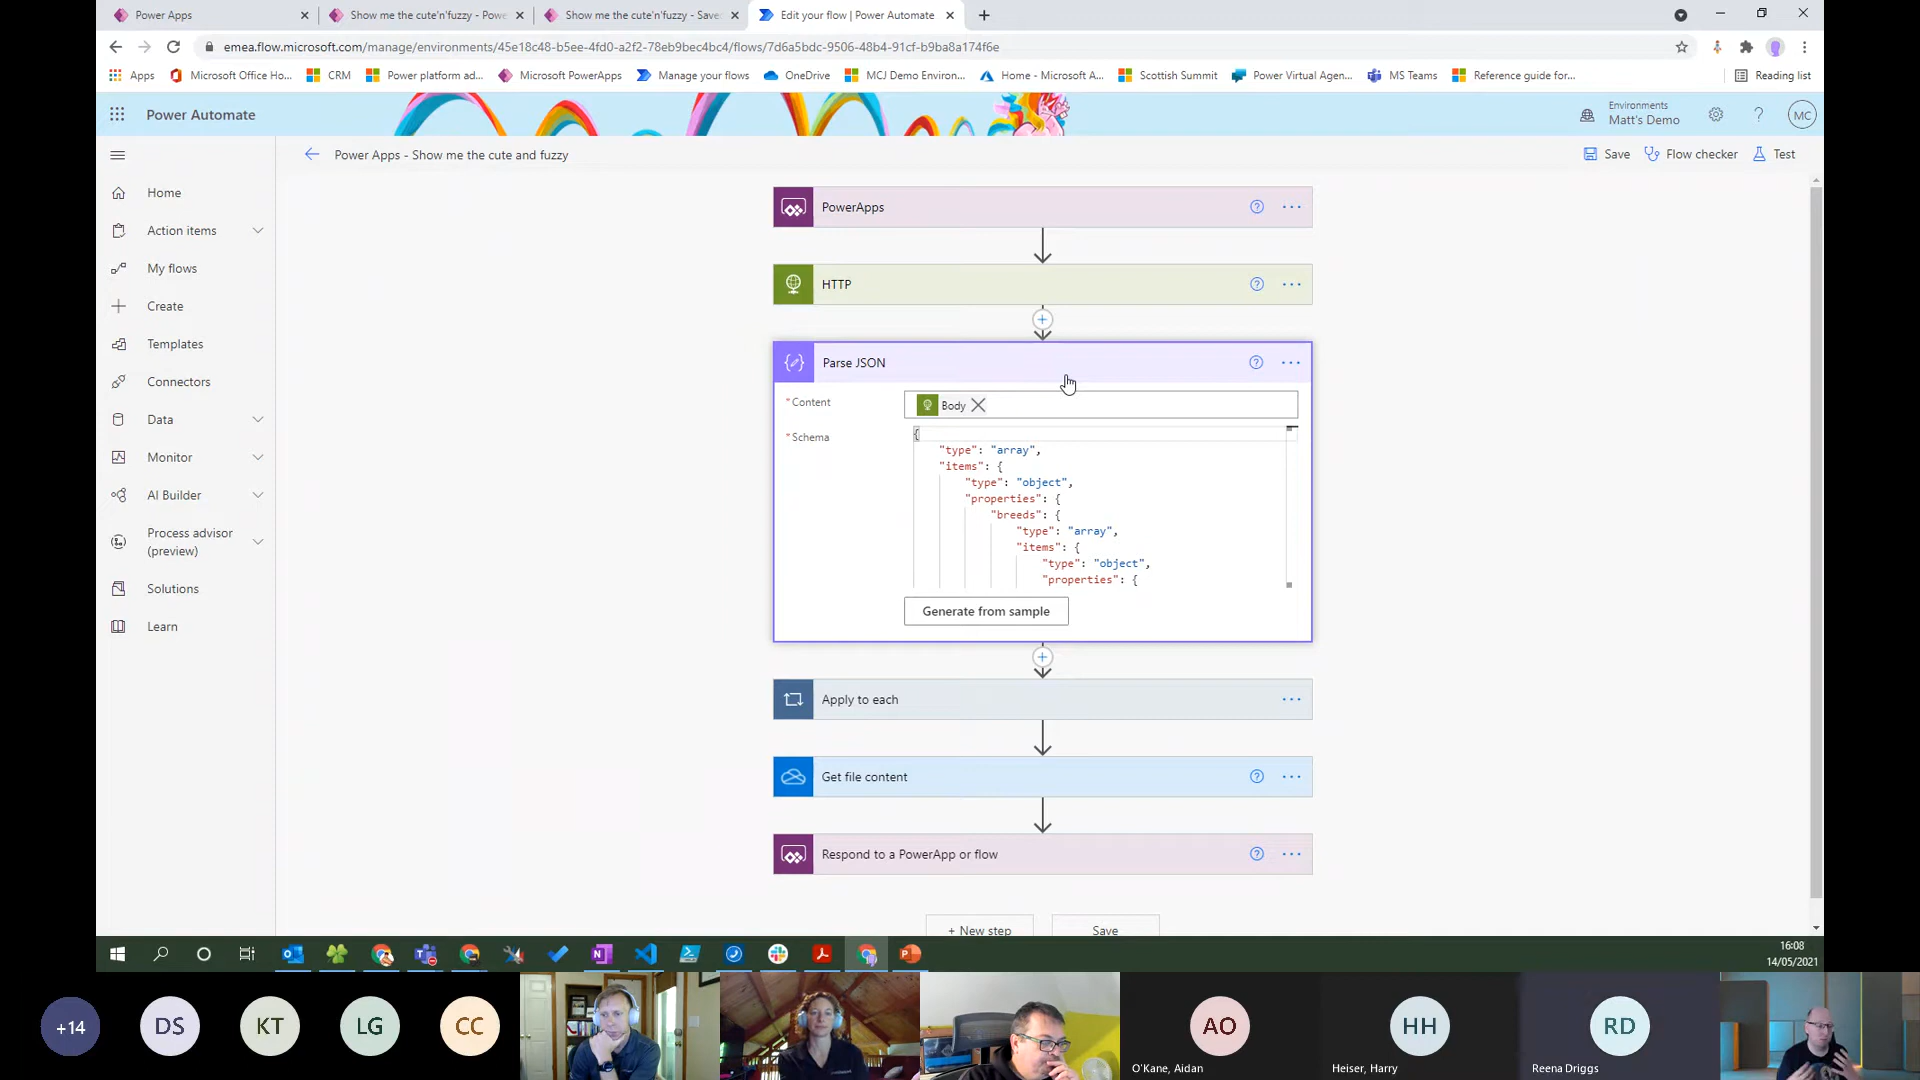 Power Apps
Show me the cute'n'fuzzy - Powe
Show me the cute'n'fuzzy - Save
Edit your flow | Power Automate
emea.flow.microsoft.com/manage/environments/45e18c48-b5ee-4fd0-a2f2-78eb9bec4bc4/flows/7d6a5bdc-9506-48b4-91cf-b9ba8a174f6e
Apps
Microsoft Office Ho...
CRM
Power platform ad...
Microsoft PowerApps
Manage your flows
OneDrive
MCJ Demo Environ...
Home - Microsoft A...
Scottish Summit
Power Virtual Agen...
MS Teams
Reference guide for...
Reading list
Power Automate
Environments
Matt's Demo
MC
Power Apps - Show me the cute and fuzzy
Save
Flow checker
Test
Home
Action items
My flows
Create
Templates
Connectors
Data
Monitor
AI Builder
Process advisor
(preview)
Solutions
Learn
PowerApps
HTTP
Parse JSON
* Content
Body
* Schema
{
"type": "array",
"items": {
"type": "object",
"properties": {
"breeds": {
"type": "array",
"items": {
"type": "object",
"properties": {
Generate from sample
Apply to each
Get file content
Respond to a PowerApp or flow
+ New step
Save
16:08
14/05/2021
+14
DS
KT
LG
CC
AO
O'Kane, Aidan
HH
Heiser, Harry
RD
Reena Driggs